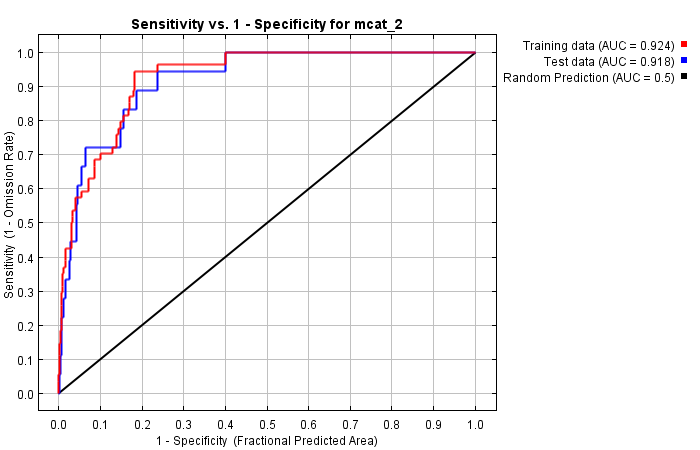 Sensitivity vs. 1 - Specificity for mcat_2
Training data (AUC = 0.924)
Test data (AUC = 0.918)
Random Prediction (AUC = 0.5)
Sensitivity (1 - Omission Rate)
1.0
0.9
0.8
0.7
0.6
0.5
0.4
0.3
0.2
0.1
0.0
0.0 0.1 0.2 0.3 0.4 0.5 0.6 0.7 0.8 0.9 1.0
1 - Specificity (Fractional Predicted Area)